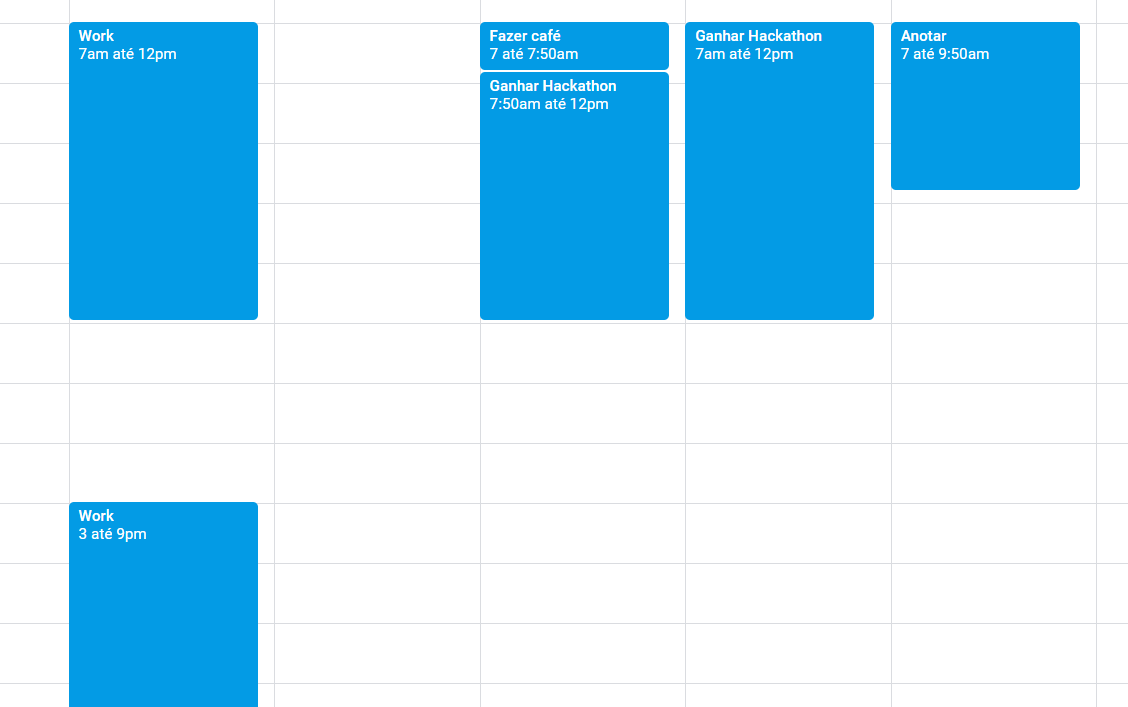 Work
7am até 12pm
Fazer café
7 até 7:50am
Ganhar Hackathon
7:50am até 12pm
Ganhar Hackathon
7am até 12pm
Anotar
7 até 9:50am
Work
3 até 9pm